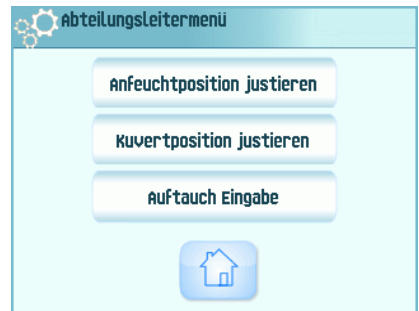 Abteilungsleitermenü
Anfeuchtposition justieren
Kuvertposition justieren
Auftauch Eingabe